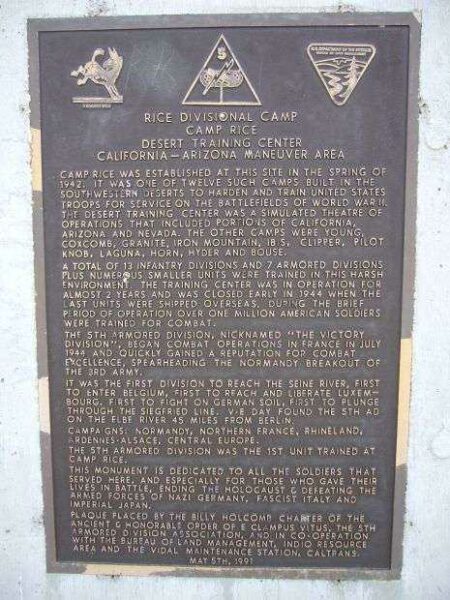 5
U.S. DEPARTMENT OF THE INTERIOR
RICE DIVISIONAL CAMP
CAMP RICE
DESERT TRAINING CENTER
CALIFORNIA – ARIZONA MANEUVER AREA
CAMP RICE WAS ESTABLISHED AT THIS SITE IN THE SPRING OF
1942. IT WAS ONE OF TWELVE SUCH CAMPS BUILT IN THE
SOUTHWESTERN DESERTS TO HARDEN AND TRAIN UNITED STATES
TROOPS FOR SERVICE ON THE BATTLEFIELDS OF WORLD WAR II.
THE DESERT TRAINING CENTER WAS A SIMULATED THEATRE OF
OPERATIONS THAT INCLUDED PORTIONS OF CALIFORNIA,
ARIZONA AND NEVADA. THE OTHER CAMPS WERE YOUNG,
COXCOMB, GRANITE, IRON MOUNTAIN, IBIS, CLIPPER, PILOT
KNOB, LAGUNA, HORN, HYDER AND BOUSE.
A TOTAL OF 13 INFANTRY DIVISIONS AND 7 ARMORED DIVISIONS
PLUS NUMEROUS SMALLER UNITS WERE TRAINED IN THIS HARSH
ENVIRONMENT. THE TRAINING CENTER WAS IN OPERATION FOR
ALMOST 2 YEARS AND WAS CLOSED EARLY IN 1944 WHEN THE
LAST UNITS WERE SHIPPED OVERSEAS. DURING THE BRIEF
PERIOD OF OPERATION OVER ONE MILLION AMERICAN SOLDIERS
WERE TRAINED FOR COMBAT.
THE 5TH ARMORED DIVISION, NICKNAMED "THE VICTORY
DIVISION", BEGAN COMBAT OPERATIONS IN FRANCE IN JULY
1944 AND QUICKLY GAINED A REPUTATION FOR COMBAT
EXCELLENCE, SPEARHEADING THE NORMANDY BREAKOUT OF
THE 3RD ARMY.
IT WAS THE FIRST DIVISION TO REACH THE SEINE RIVER, FIRST
TO ENTER BELGIUM, FIRST TO REACH AND LIBERATE LUXEM-
BOURG. FIRST TO FIGHT ON GERMAN SOIL, FIRST TO PLUNGE
THROUGH THE SIEGFRIED LINE. V-E DAY FOUND THE 5TH AD
ON THE ELBE RIVER 45 MILES FROM BERLIN.
CAMPAIGNS: NORMANDY, NORTHERN FRANCE, RHINELAND,
ARDENNES-ALSACE, CENTRAL EUROPE.
THE 5TH ARMORED DIVISION WAS THE 1ST UNIT TRAINED AT
CAMP RICE.
THIS MONUMENT IS DEDICATED TO ALL THE SOLDIERS THAT
SERVED HERE, AND ESPECIALLY FOR THOSE WHO GAVE THEIR
LIVES IN BATTLE, ENDING THE HOLOCAUST & DEFEATING THE
ARMED FORCES OF NAZI GERMANY, FASCIST ITALY AND
IMPERIAL JAPAN.
PLAQUE PLACED BY THE BILLY HOLCOMB CHAPTER OF THE
ANCIENT & HONORABLE ORDER OF E CLAMPUS VITUS, THE 5TH
ARMORED DIVISION ASSOCIATION, AND IN CO-OPERATION
WITH THE BUREAU OF LAND MANAGEMENT, INDIO RESOURCE
AREA AND THE VIDAL MAINTENANCE STATION, CALTRANS.
MAY 5TH, 1991